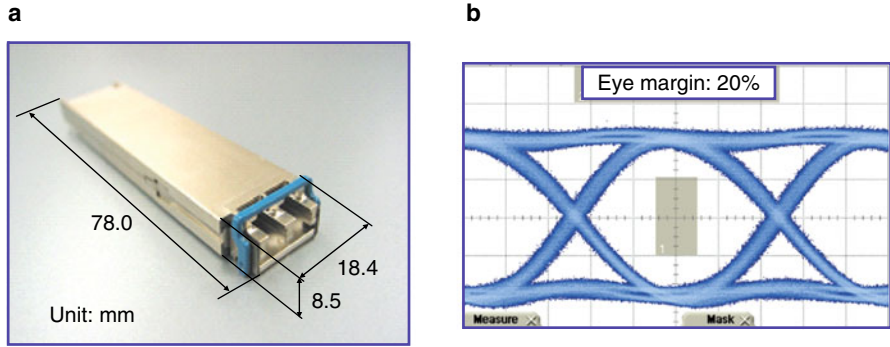 a
b
78.0
18.4
8.5
Unit: mm
Eye margin: 20%
1
Measure
Mask